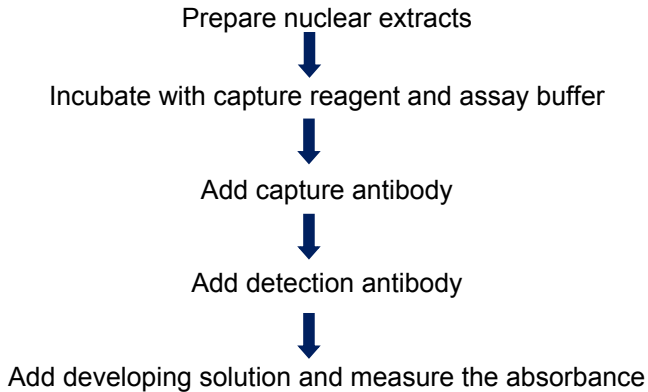 Prepare nuclear extracts
Incubate with capture reagent and assay buffer
Add capture antibody
Add detection antibody
Add developing solution and measure the absorbance